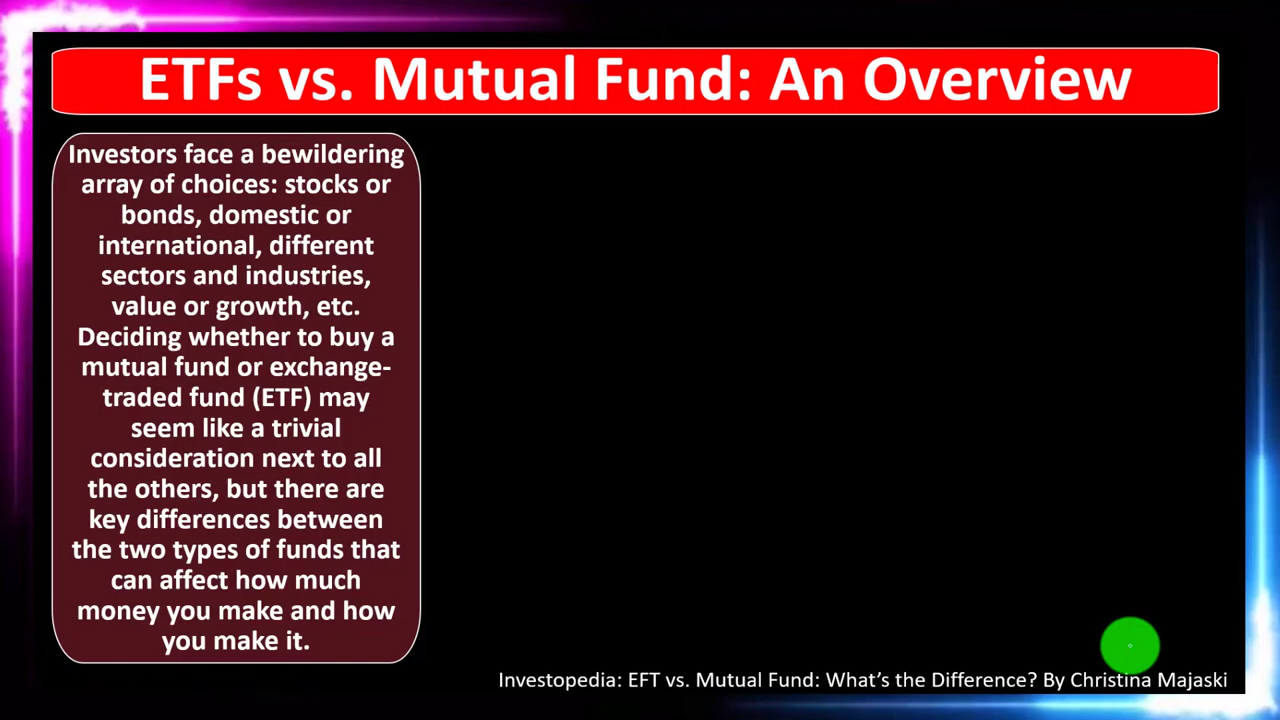 ETFs vs. Mutual Fund: An Overview
Investors face a bewildering
array of choices: stocks or
bonds, domestic or
international, different
sectors and industries,
value or growth, etc.
Deciding whether to buy a
mutual fund or exchange-
traded fund (ETF) may
seem like a trivial
consideration next to all
the others, but there are
key differences between
the two types of funds that
can affect how much
money you make and how
you make it.
Investopedia: EFT vs. Mutual Fund: What’s the Difference? By Christina Majaski